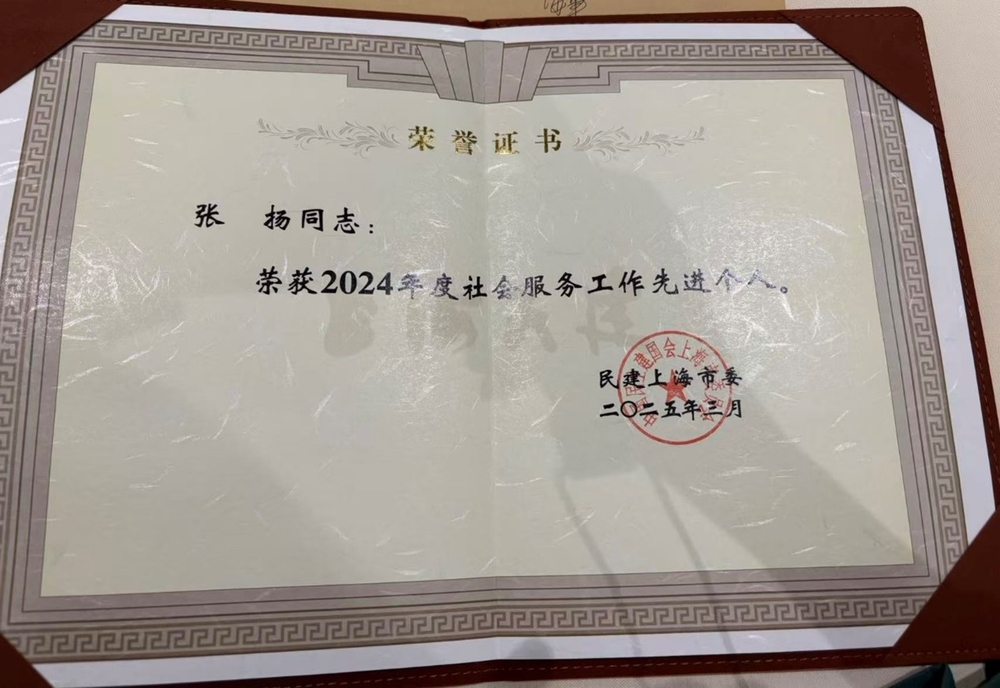 荣誉证书
张 扬同志：
荣获2024年度社会服务工作先进个人。
民建上海市委
二〇二五年三月